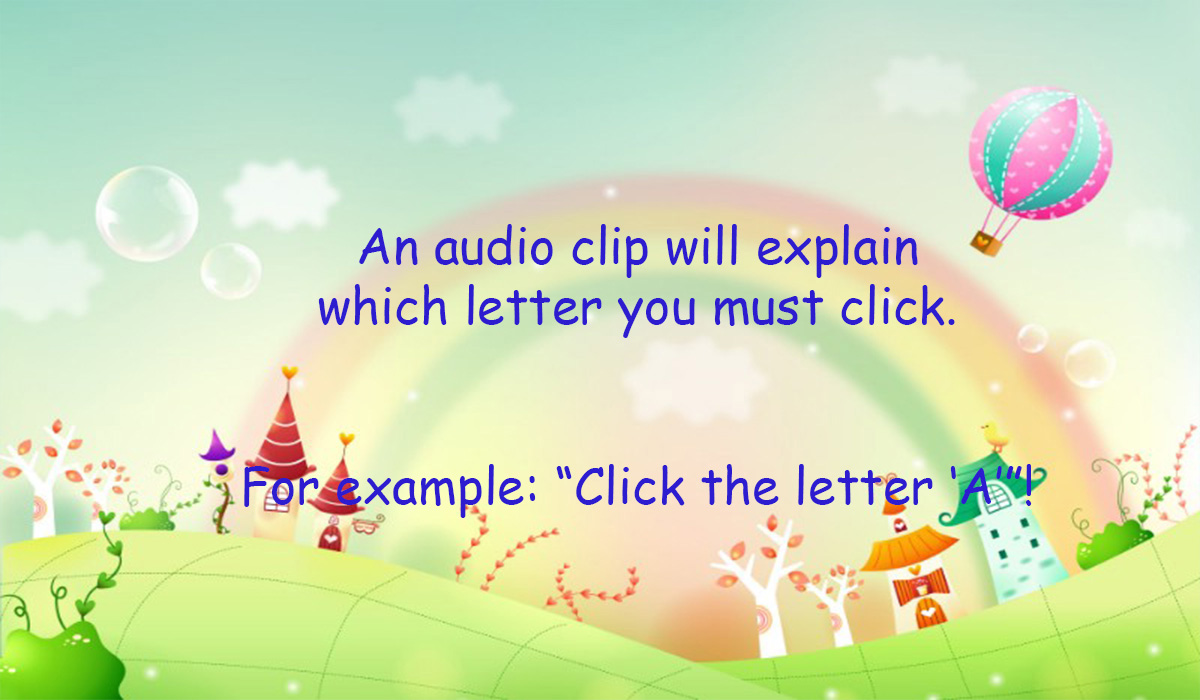 An audio clip will explain
which letter you must click.
For example: “Click the letter ‘A’”!